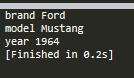 brand Ford
model Mustang
year 1964
[Finished in 0.2s]